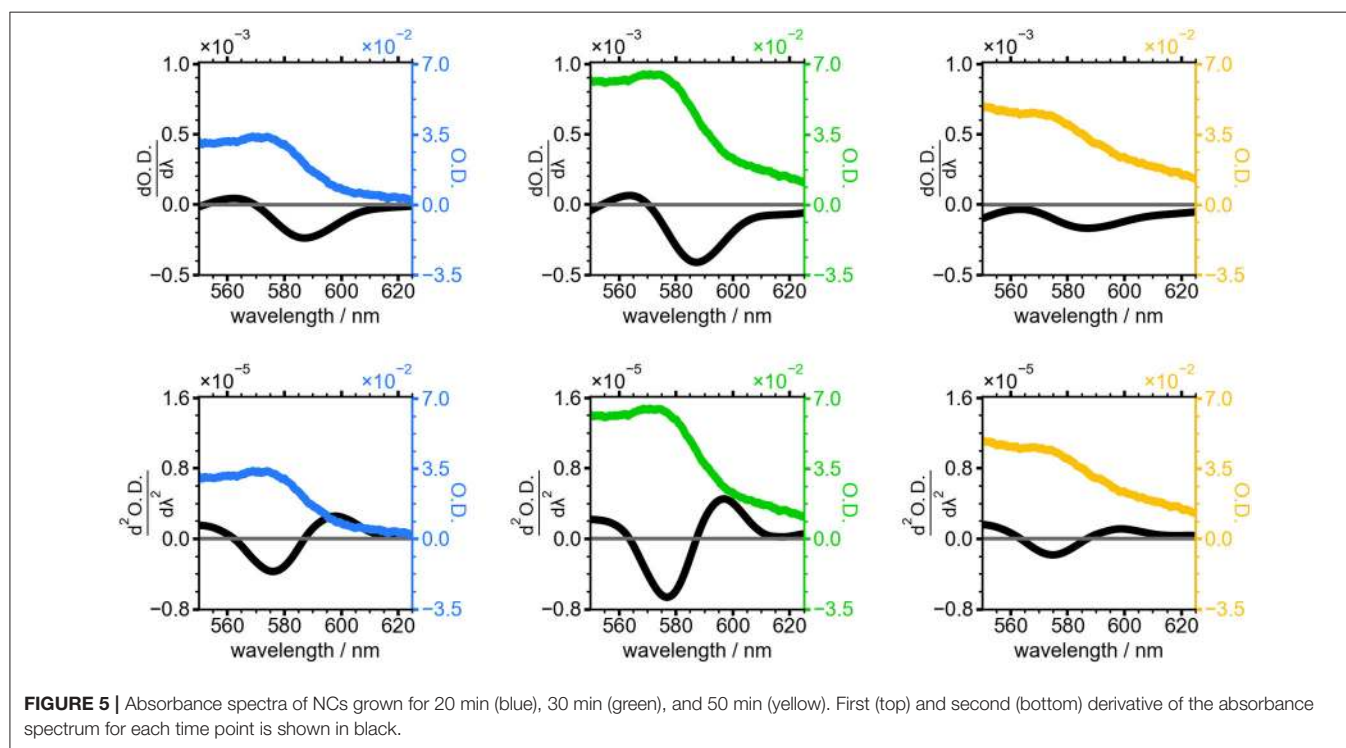 ×10⁻³ ×10⁻² ×10⁻³ ×10⁻² ×10⁻³ ×10⁻²
1.0 7.0 1.0 7.0 1.0 7.0
0.5 3.5 0.5 3.5 0.5 3.5
dO.D. O.D. dO.D. O.D. dO.D. O.D.
dλ dλ dλ
0.0 0.0 0.0 0.0 0.0 0.0
−0.5 −3.5 −0.5 −3.5 −0.5 −3.5
560 580 600 620 560 580 600 620 560 580 600 620
wavelength / nm wavelength / nm wavelength / nm
×10⁻⁵ ×10⁻² ×10⁻⁵ ×10⁻² ×10⁻⁵ ×10⁻²
1.6 7.0 1.6 7.0 1.6 7.0
0.8 3.5 0.8 3.5 0.8 3.5
d² O.D. O.D. d² O.D. O.D. d² O.D. O.D.
dλ² dλ² dλ²
0.0 0.0 0.0 0.0 0.0 0.0
−0.8 −3.5 −0.8 −3.5 −0.8 −3.5
560 580 600 620 560 580 600 620 560 580 600 620
wavelength / nm wavelength / nm wavelength / nm
FIGURE 5 | Absorbance spectra of NCs grown for 20 min (blue), 30 min (green), and 50 min (yellow). First (top) and second (bottom) derivative of the absorbance
spectrum for each time point is shown in black.